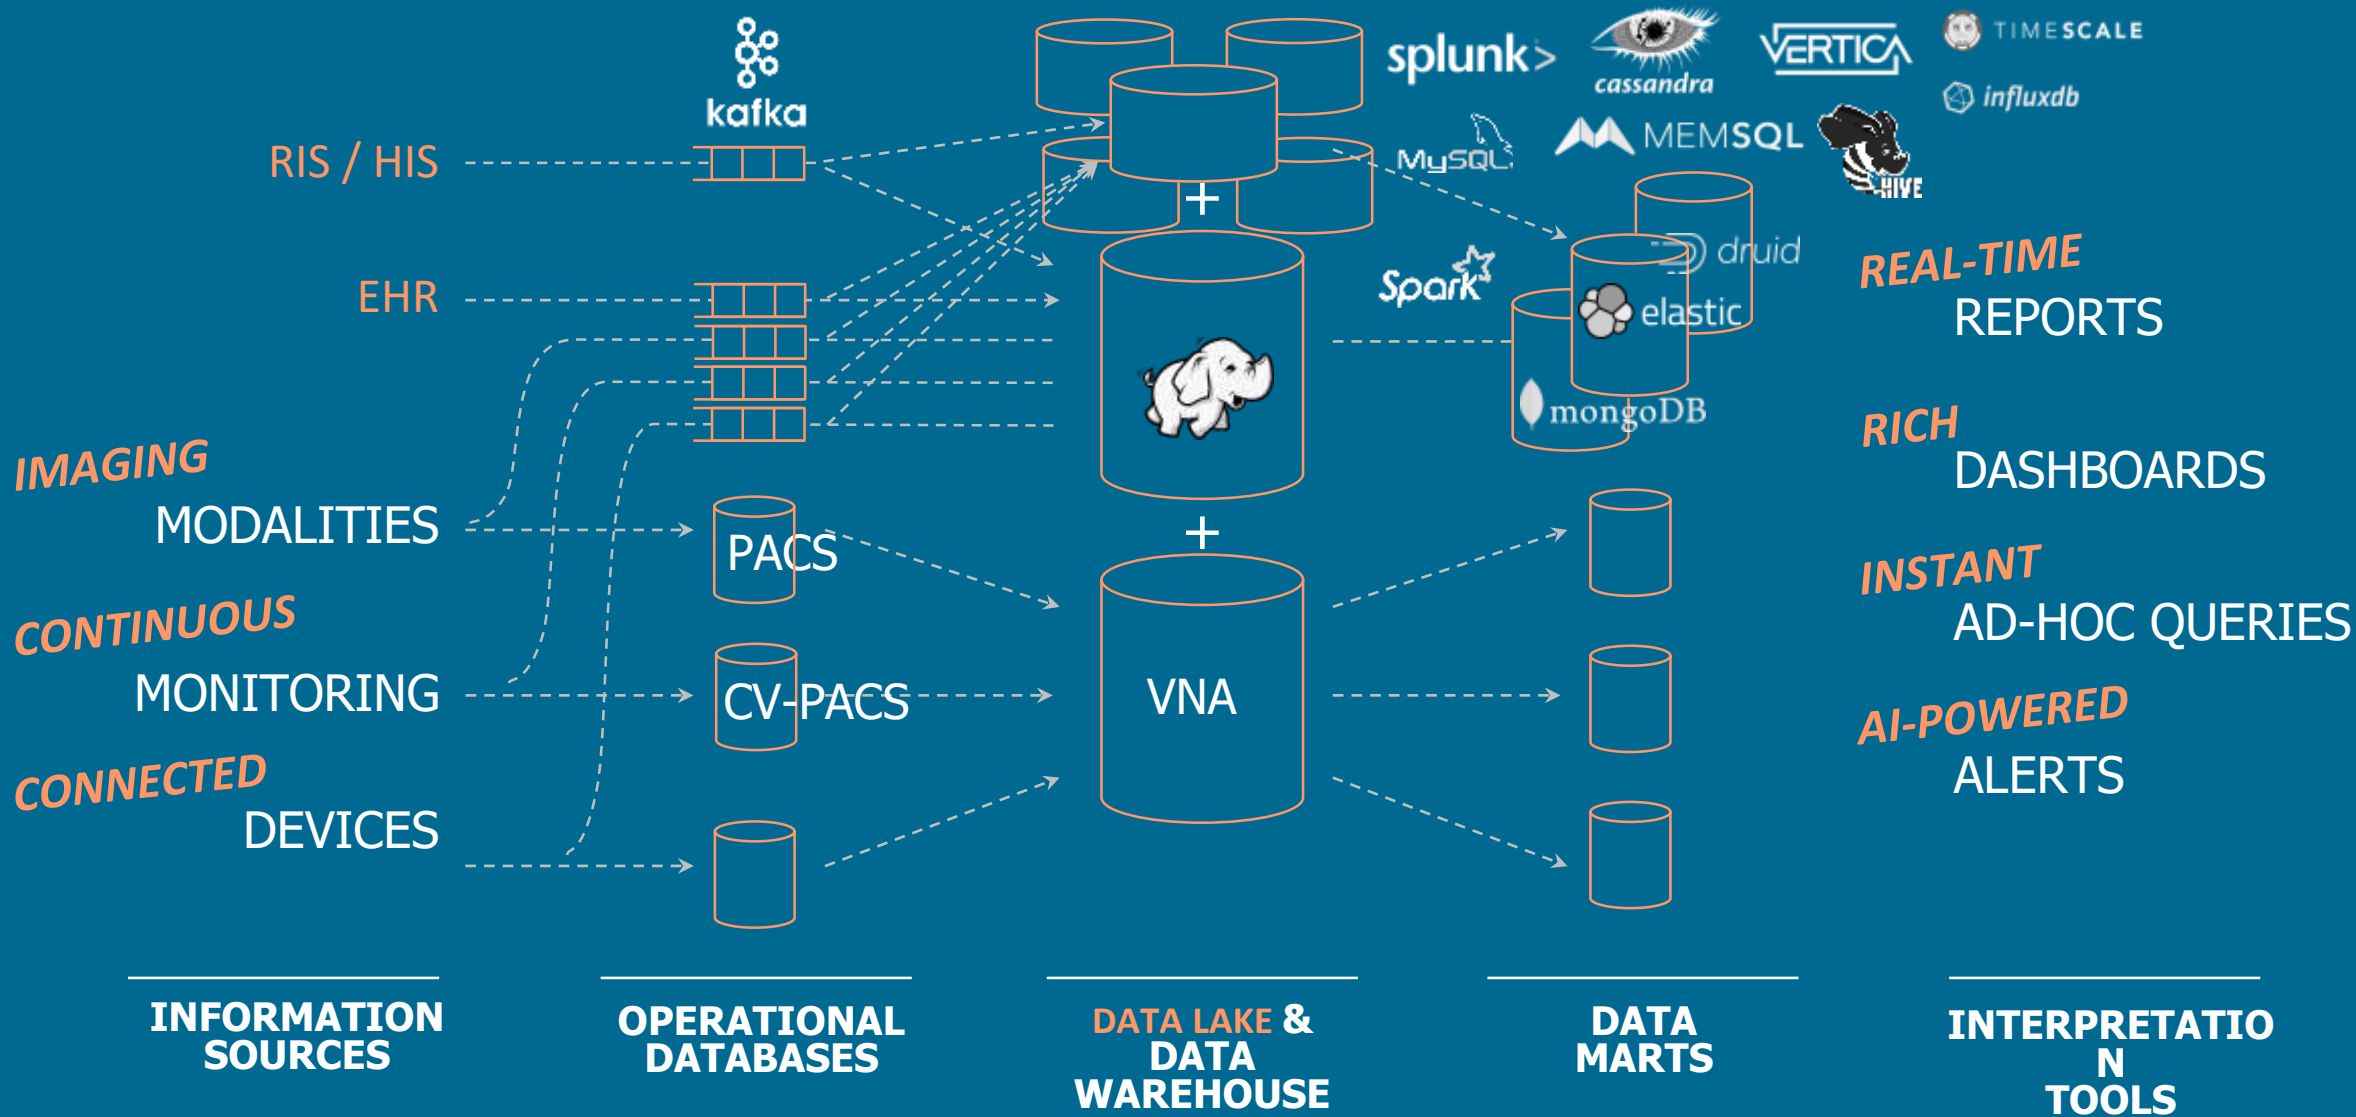 kafka
splunk>
cassandra
VERTICA
TIMESCALE
influxdb
MySQL
MEMSQL
HIVE
RIS / HIS
EHR
Spark
druid
elastic
mongoDB
IMAGING
MODALITIES
CONTINUOUS
MONITORING
CONNECTED
DEVICES
PACS
CV-PACS
+
+
VNA
REAL-TIME
REPORTS
RICH
DASHBOARDS
INSTANT
AD-HOC QUERIES
AI-POWERED
ALERTS
INFORMATION
SOURCES
OPERATIONAL
DATABASES
DATA LAKE &
DATA
WAREHOUSE
DATA
MARTS
INTERPRETATIO
N
TOOLS